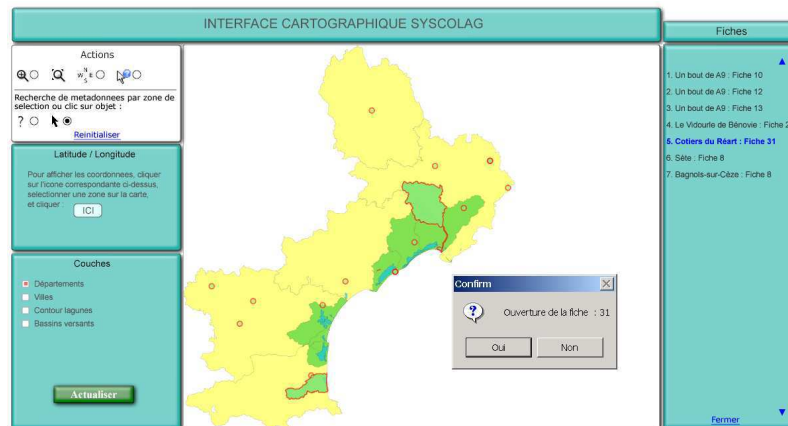 INTERFACE CARTOGRAPHIQUE SYSCOLAG
Actions
N
W E
S
Recherche de metadonnees par zone de
selection ou clic sur objet :
?
Reinitialiser
Latitude / Longitude
Pour afficher les coordonnees, cliquer
sur l'icone correspondante ci-dessus,
selectionner une zone sur la carte,
et cliquer : ICI
Couches
Départements
Villes
Contour lagunes
Bassins versants
Actualiser
Confirm
Ouverture de la fiche : 31
Oui Non
Fiches
1. Un bout de A9 : Fiche 10
2. Un bout de A9 : Fiche 12
3. Un bout de A9 : Fiche 13
4. Le Vidourle de Bénovie : Fiche 2
5. Cotiers du Réart : Fiche 31
6. Sète : Fiche 8
7. Bagnols-sur-Cèze : Fiche 8
Fermer